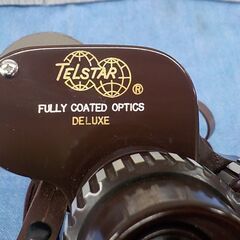 TELSTAR
®
FULLY COATED OPTICS
DELUXE